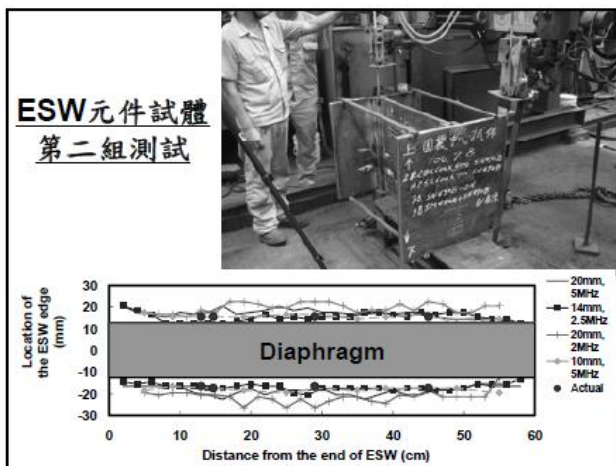 ESW元件試體
第二組測試
Location of
the ESW edge
(mm)
30
20
10
0
-10
-20
-30
Diaphragm
0
10
20
30
40
50
60
Distance from the end of ESW (cm)
20mm,
5MHz
14mm,
2.5MHz
20mm,
2MHz
10mm,
5MHz
Actual